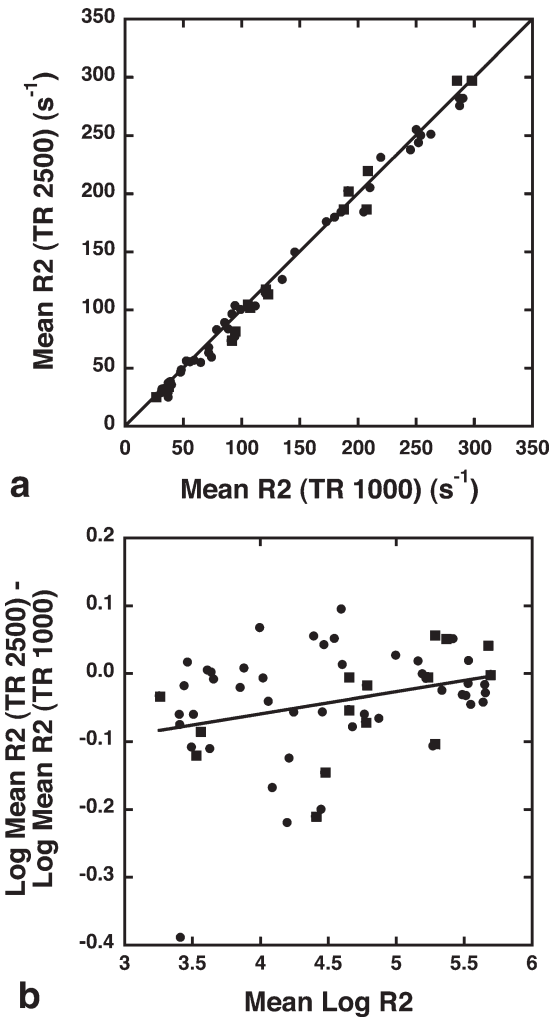 350
300
250
200
150
100
50
0
Mean R2 (TR 2500) (s⁻¹)
0 50 100 150 200 250 300 350
a
Mean R2 (TR 1000) (s⁻¹)
0.2
0.1
0.0
-0.1
-0.2
-0.3
-0.4
Log Mean R2 (TR 2500) -
Log Mean R2 (TR 1000)
3 3.5 4 4.5 5 5.5 6
b
Mean Log R2